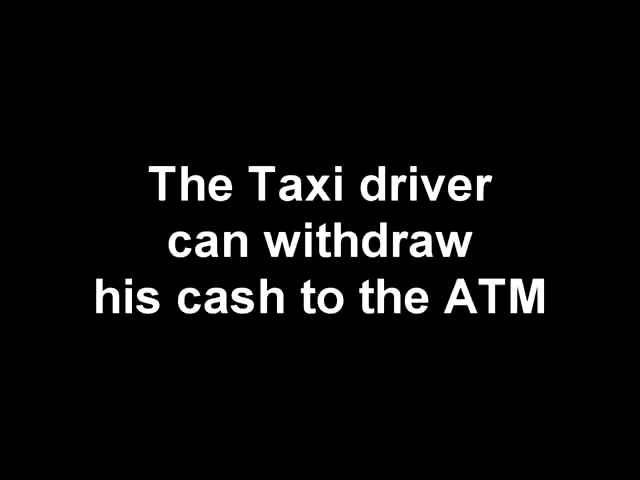 The Taxi driver
can withdraw
his cash to the ATM